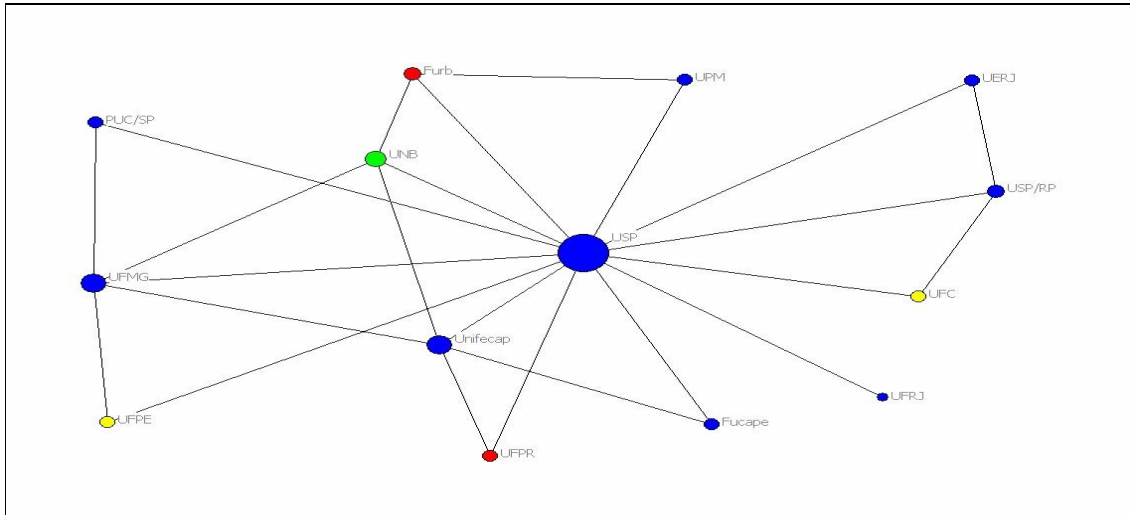 Furb
UPM
UERJ
PUC/SP
UNB
USP/RP
USP
UFMG
UFC
Unifecap
UFRJ
UFPE
Fucape
UFPR